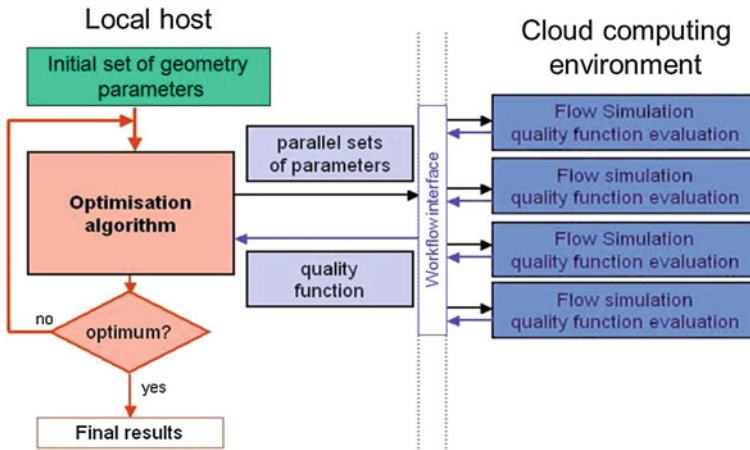 Local host
Cloud computing
environment
Initial set of geometry
parameters
Flow Simulation
quality function evaluation
parallel sets
of parameters
Flow simulation
quality function evaluation
Optimisation
algorithm
Workflow interface
Flow Simulation
quality function evaluation
quality
function
Flow simulation
quality function evaluation
no
optimum?
yes
Final results